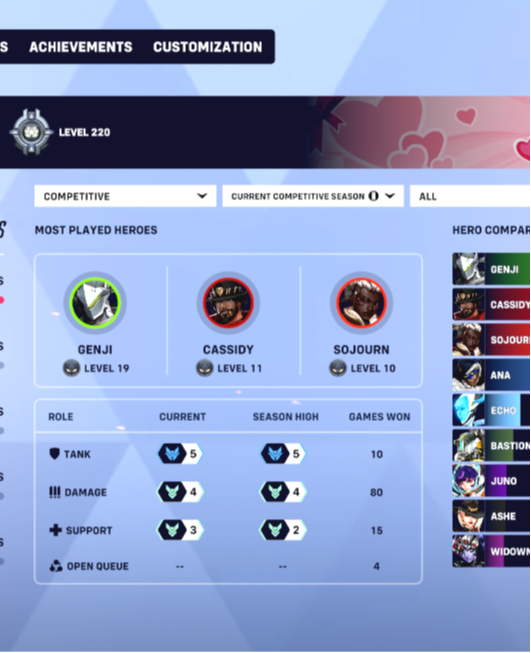 S ACHIEVEMENTS CUSTOMIZATION
LEVEL 220
COMPETITIVE
CURRENT COMPETITIVE SEASON
ALL
S
MOST PLAYED HEROES
HERO COMPAR
GENJI
LEVEL 19
CASSIDY
LEVEL 11
SOJOURN
LEVEL 10
ROLE CURRENT SEASON HIGH GAMES WON
TANK 5 5 10
DAMAGE 4 4 80
SUPPORT 3 2 15
OPEN QUEUE -- -- 4
GENJI
CASSIDY
SOJOUR
ANA
ECHO
BASTION
JUNO
ASHE
WIDOW